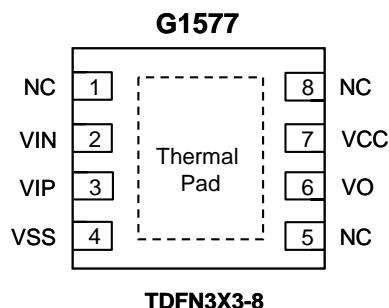 G1577
NC 1 8 NC
VIN 2 7 VCC
VIP 3 6 VO
VSS 4 5 NC
Thermal
Pad
TDFN3X3-8